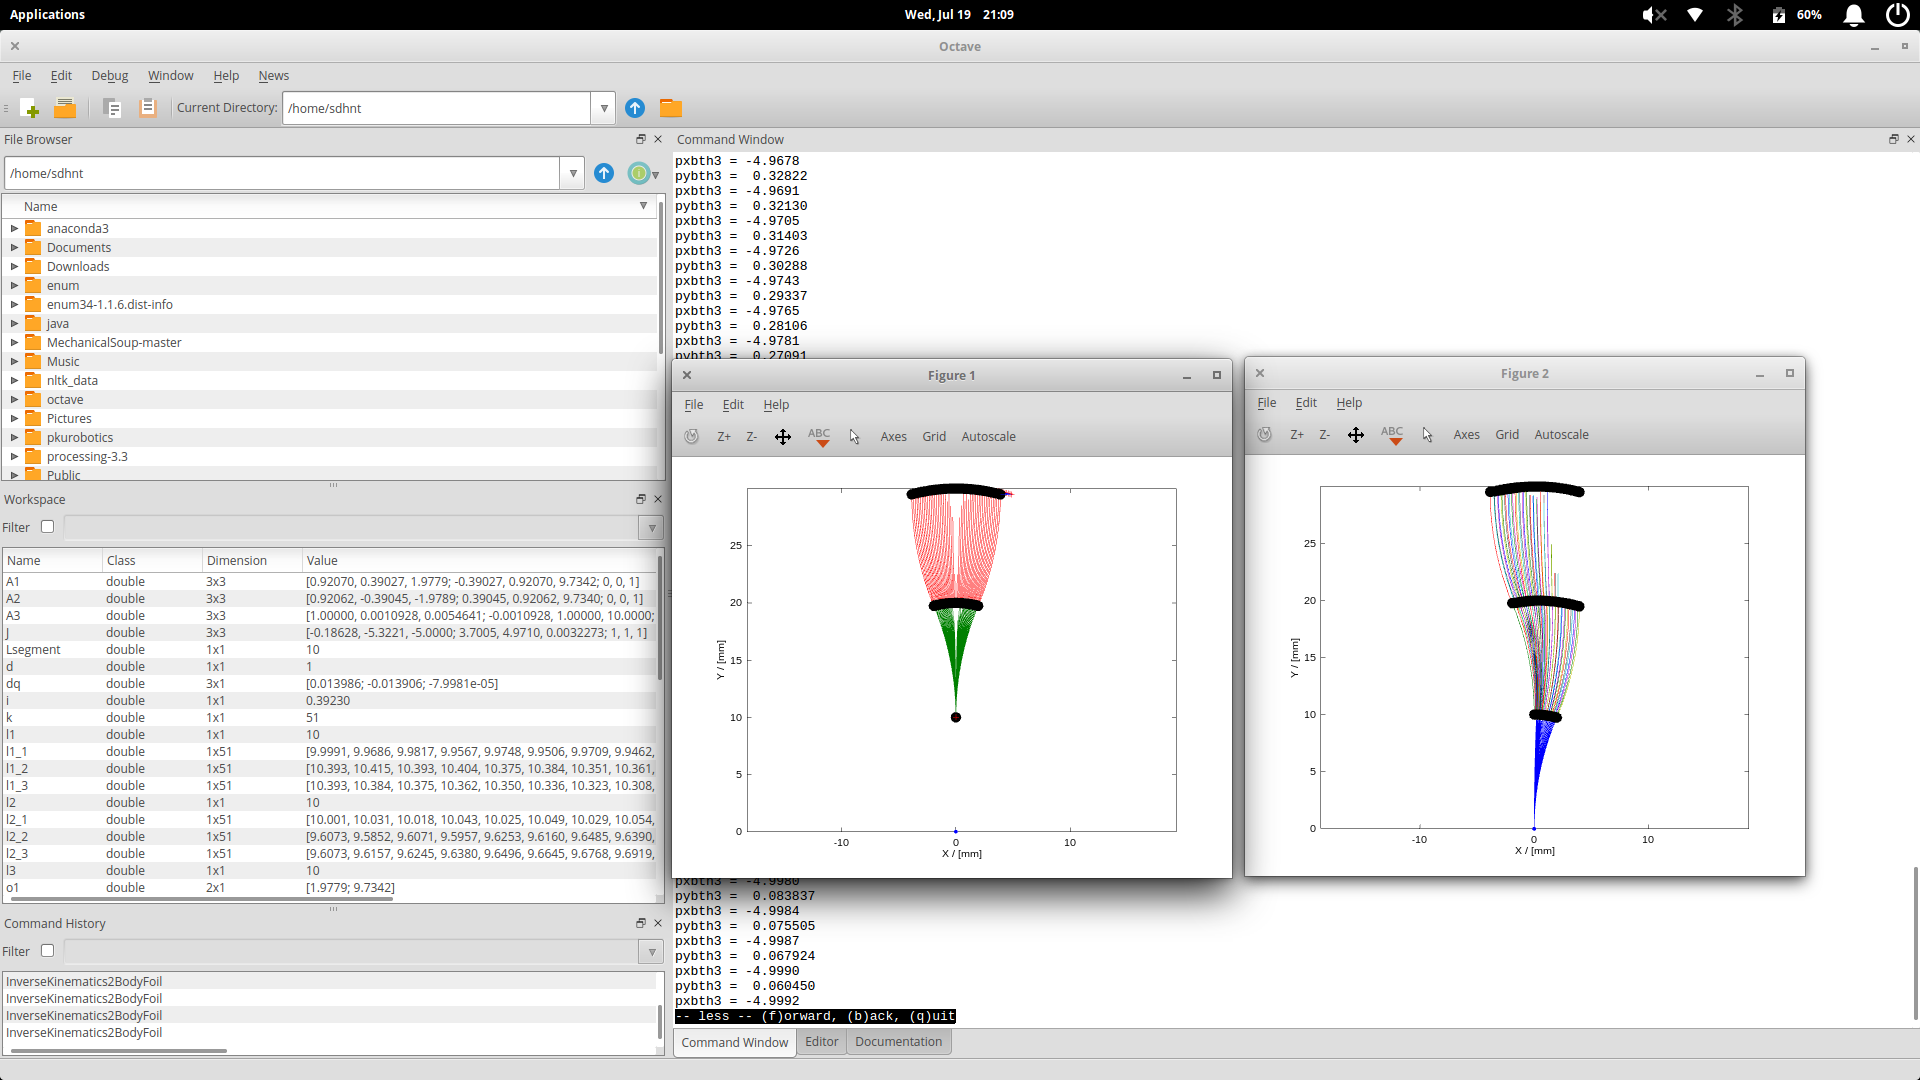 Applications
Wed, Jul 19 21:09
60%
Octave
File Edit Debug Window Help News
Current Directory: /home/sdhnt
File Browser
/home/sdhnt
Name
anaconda3
Documents
Downloads
enum
enum34-1.1.6.dist-info
java
MechanicalSoup-master
Music
nltk_data
octave
Pictures
pkurobotics
processing-3.3
Public
Workspace
Filter
Name Class Dimension Value
A1 double 3x3 [0.92070, 0.39027, 1.9779; -0.39027, 0.92070, 9.7342; 0, 0, 1]
A2 double 3x3 [0.92062, -0.39045, -1.9789; 0.39045, 0.92062, 9.7340; 0, 0, 1]
A3 double 3x3 [1.00000, 0.0010928, 0.0054641; -0.0010928, 1.00000, 10.0000;
J double 3x3 [-0.18628, -5.3221, -5.0000; 3.7005, 4.9710, 0.0032273; 1, 1, 1]
Lsegment double 1x1 10
d double 1x1 1
dq double 3x1 [0.013986; -0.013906; -7.9981e-05]
i double 1x1 0.39230
k double 1x1 51
l1 double 1x1 10
l1_1 double 1x51 [9.9991, 9.9686, 9.9817, 9.9567, 9.9748, 9.9506, 9.9709, 9.9462,
l1_2 double 1x51 [10.393, 10.415, 10.393, 10.404, 10.375, 10.384, 10.351, 10.361,
l1_3 double 1x51 [10.393, 10.384, 10.375, 10.362, 10.350, 10.336, 10.323, 10.308,
l2 double 1x1 10
l2_1 double 1x51 [10.001, 10.031, 10.018, 10.043, 10.025, 10.049, 10.029, 10.054,
l2_2 double 1x51 [9.6073, 9.5852, 9.6071, 9.5957, 9.6253, 9.6160, 9.6485, 9.6390,
l2_3 double 1x51 [9.6073, 9.6157, 9.6245, 9.6380, 9.6496, 9.6645, 9.6768, 9.6919,
l3 double 1x1 10
o1 double 2x1 [1.9779; 9.7342]
Command History
Filter
InverseKinematics2BodyFoil
InverseKinematics2BodyFoil
InverseKinematics2BodyFoil
InverseKinematics2BodyFoil
Command Window
pxbth3 = -4.9678
pybth3 = 0.32822
pxbth3 = -4.9691
pybth3 = 0.32130
pxbth3 = -4.9705
pybth3 = 0.31403
pxbth3 = -4.9726
pybth3 = 0.30288
pxbth3 = -4.9743
pybth3 = 0.29337
pxbth3 = -4.9765
pybth3 = 0.28106
pxbth3 = -4.9781
pybth3 = 0.27091
Figure 1
File Edit Help
Z+ Z- ABC Axes Grid Autoscale
25
20
15
10
5
0
-10 0 10
X / [mm]
Y / [mm]
Figure 2
File Edit Help
Z+ Z- ABC Axes Grid Autoscale
25
20
15
10
5
0
-10 0 10
X / [mm]
Y / [mm]
pxbth3 = -4.9980
pybth3 = 0.083837
pxbth3 = -4.9984
pybth3 = 0.075505
pxbth3 = -4.9987
pybth3 = 0.067924
pxbth3 = -4.9990
pybth3 = 0.060450
pxbth3 = -4.9992
-- less -- (f)orward, (b)ack, (q)uit
Command Window Editor Documentation